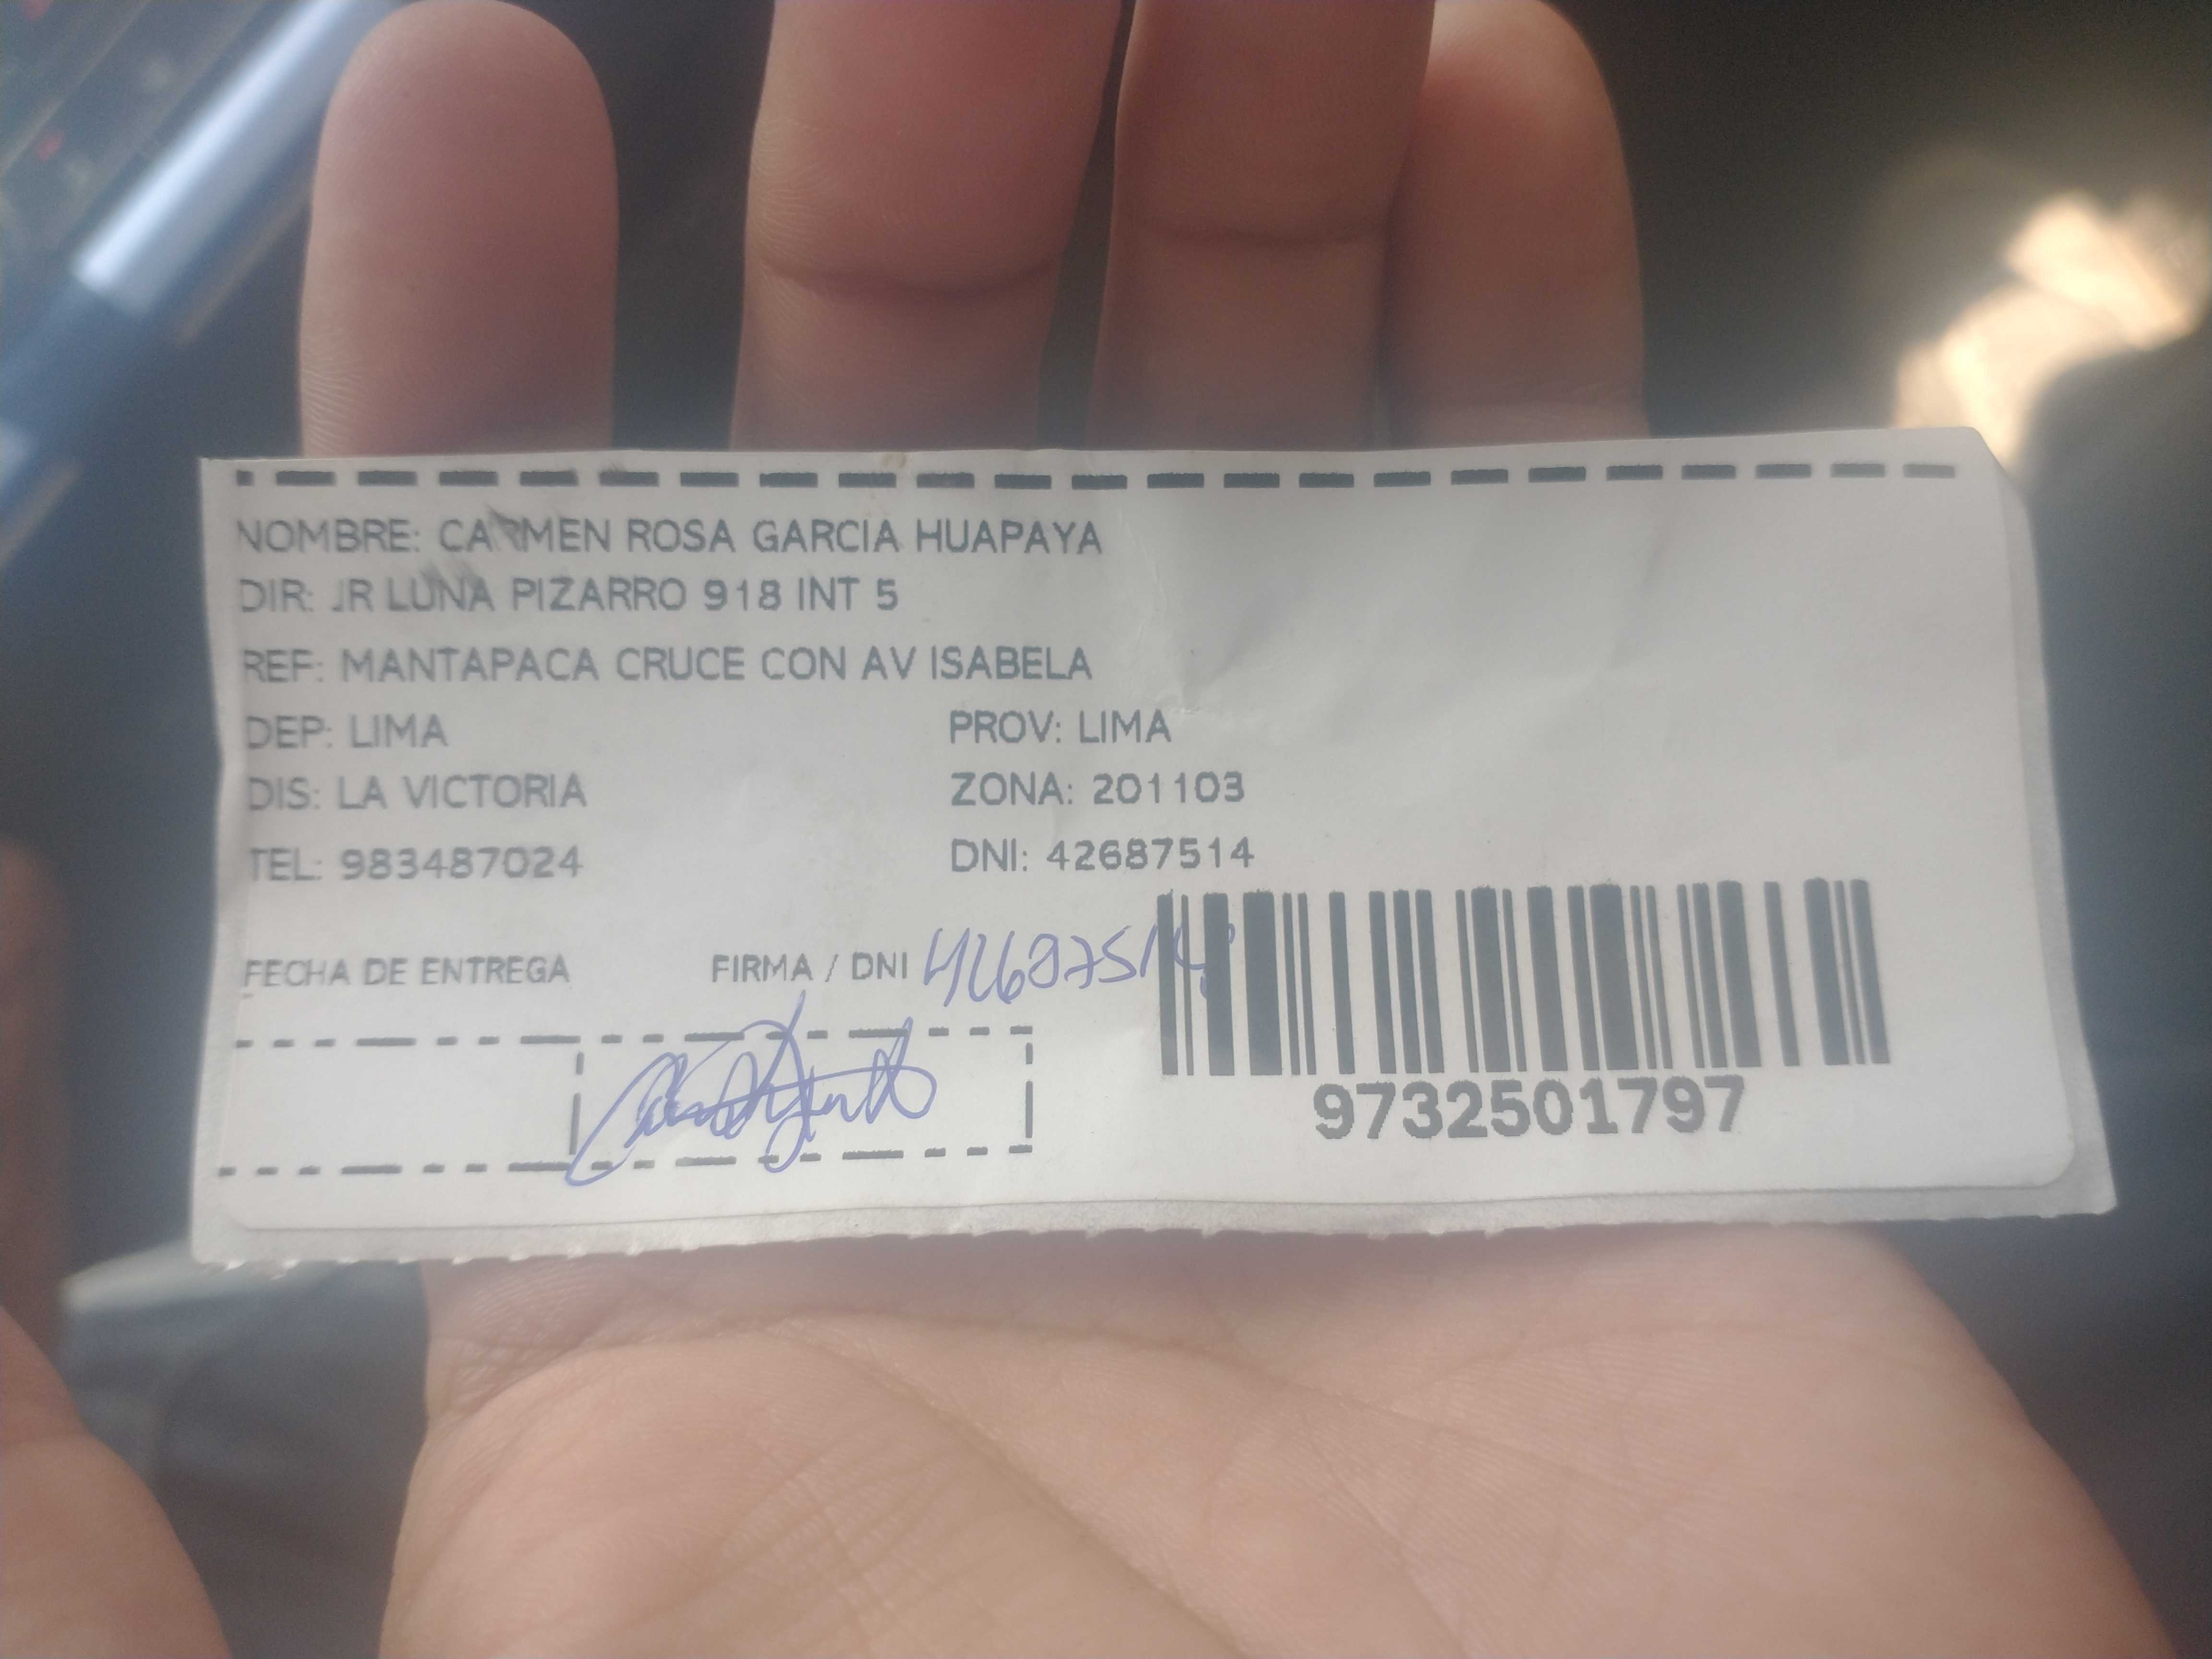 NOMBRE: CARMEN ROSA GARCIA HUAPAYA
DIR: JR LUNA PIZARRO 918 INT 5
REF: MANTAPACA CRUCE CON AV ISABELA
DEP: LIMA PROV: LIMA
DIS: LA VICTORIA ZONA: 201103
TEL: 983487024 DNI: 42687514
FECHA DE ENTREGA FIRMA / DNI 42687514
9732501797